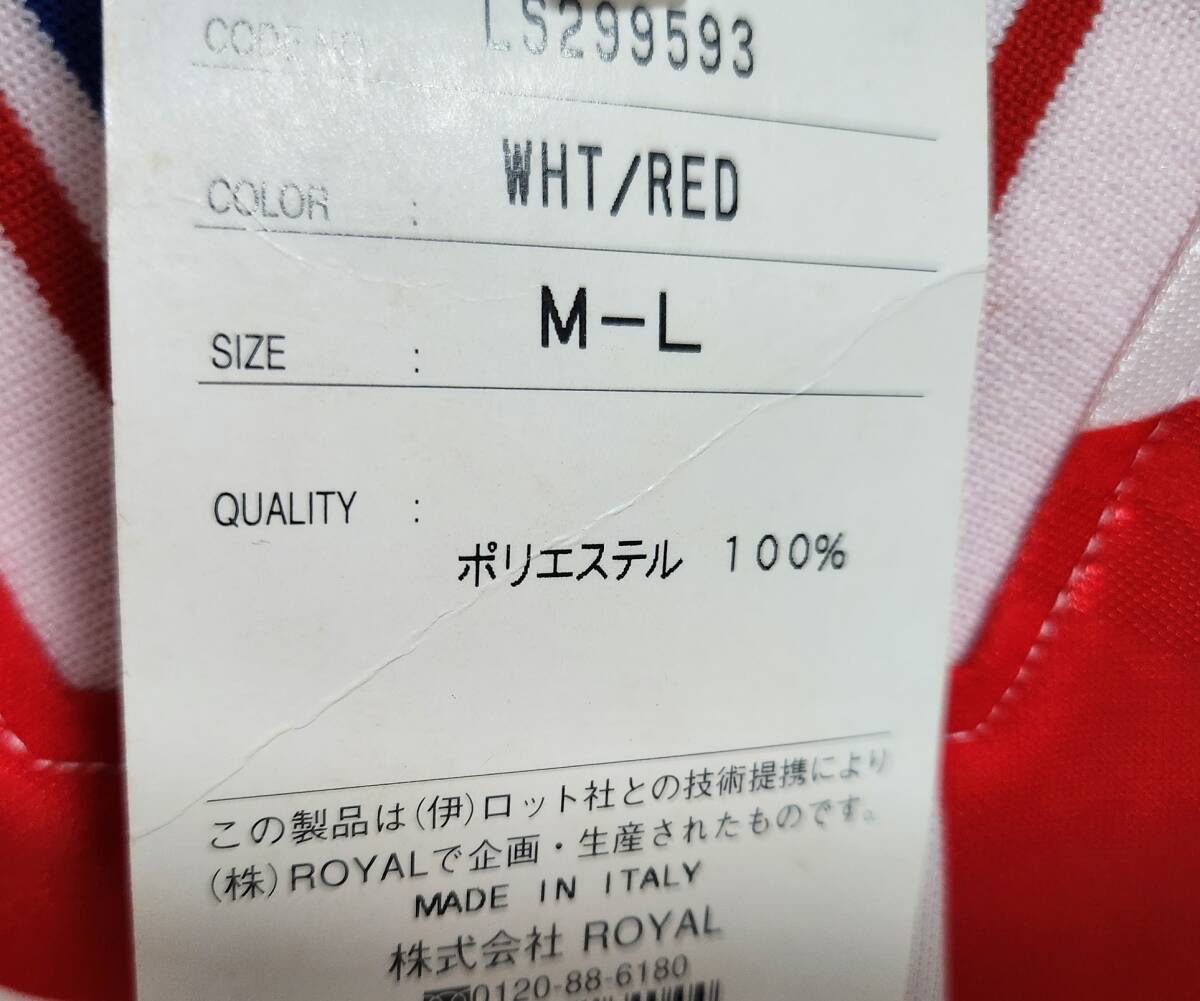 CODE NO. LS299593
COLOR : WHT/RED
SIZE : M-L
QUALITY :
ポリエステル 100%
この製品は(伊)ロット社との技術提携により
(株)ROYALで企画・生産されたものです。
MADE IN ITALY
株式会社 ROYAL
0120-88-6180